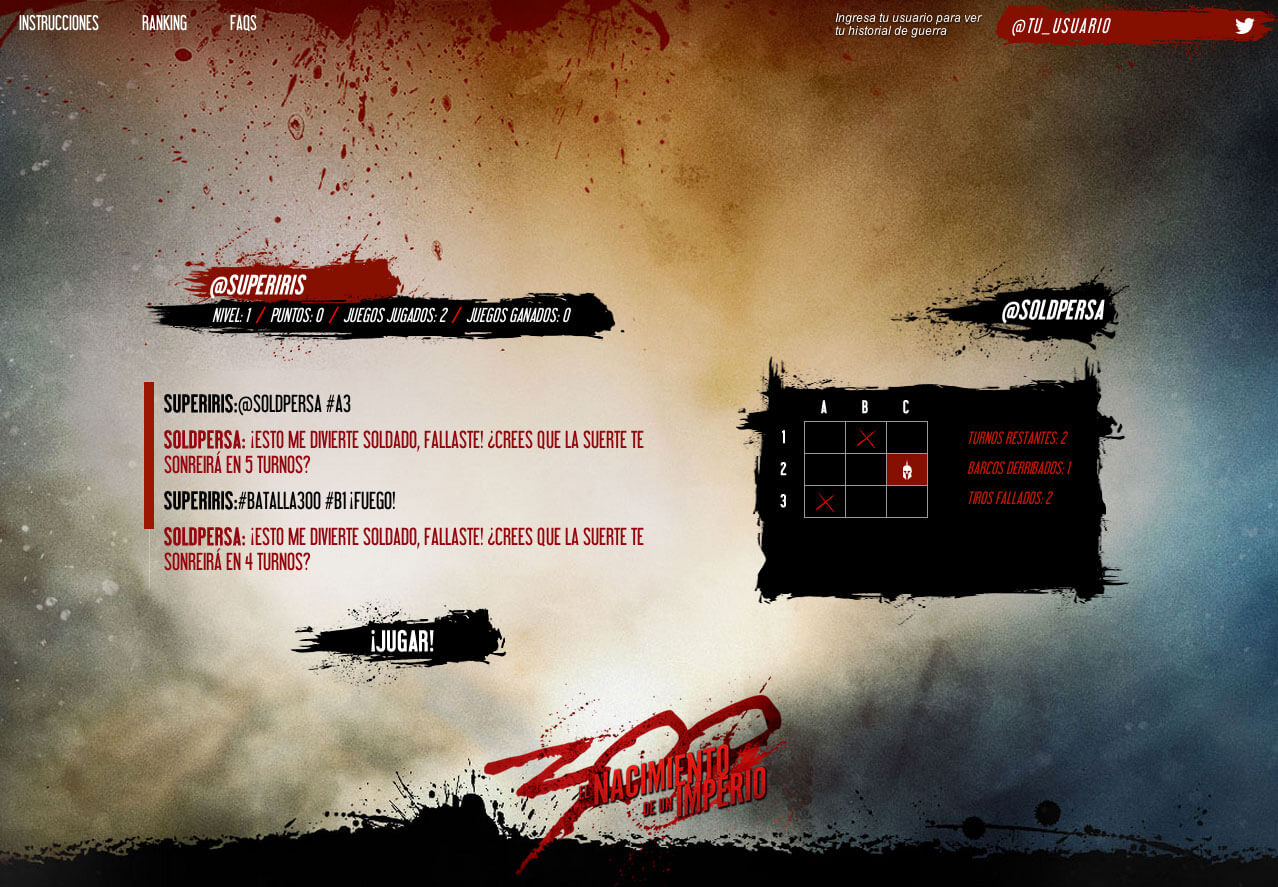 INSTRUCCIONES
RANKING
FAQS
Ingresa tu usuario para ver
tu historial de guerra
@TU_USUARIO
@SUPERIRIS
NIVEL: 1 / PUNTOS: 0 / JUEGOS JUGADOS: 2 / JUEGOS GANADOS: 0
@SOLDPERSA
SUPERIRIS:@SOLDPERSA #A3
SOLDPERSA: ¡ESTO ME DIVIERTE SOLDADO, FALLASTE! ¿CREES QUE LA SUERTE TE
SONREIRÁ EN 5 TURNOS?
SUPERIRIS:#BATALLA300 #B1 ¡FUEGO!
SOLDPERSA: ¡ESTO ME DIVIERTE SOLDADO, FALLASTE! ¿CREES QUE LA SUERTE TE
SONREIRÁ EN 4 TURNOS?
A B C
1
2
3
TURNOS RESTANTES: 2
BARCOS DERRIBADOS: 1
TIROS FALLADOS: 2
¡JUGAR!
300
EL NACIMIENTO
DE UN IMPERIO